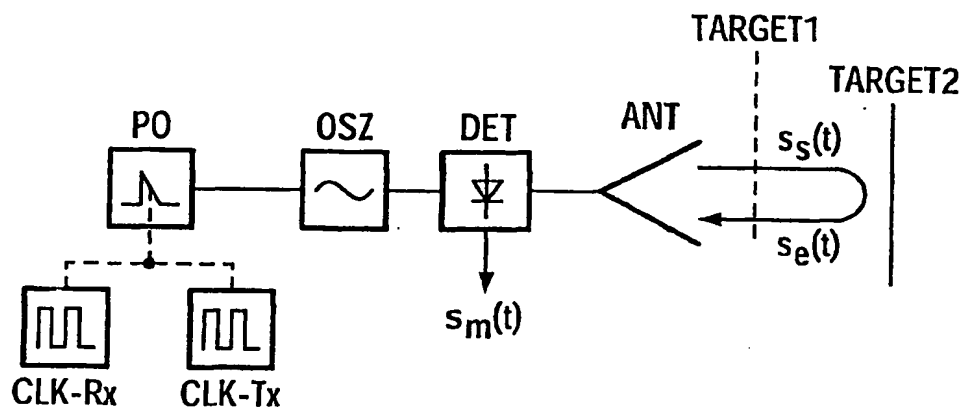 TARGET1
TARGET2
PO
OSZ
DET
ANT
s_s(t)
s_e(t)
s_m(t)
CLK-Rx
CLK-Tx